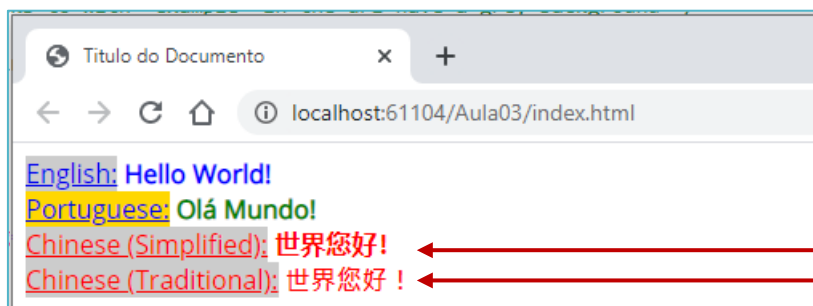 Titulo do Documento
localhost:61104/Aula03/index.html
English: Hello World!
Portuguese: Olá Mundo!
Chinese (Simplified): 世界您好!
Chinese (Traditional): 世界您好！